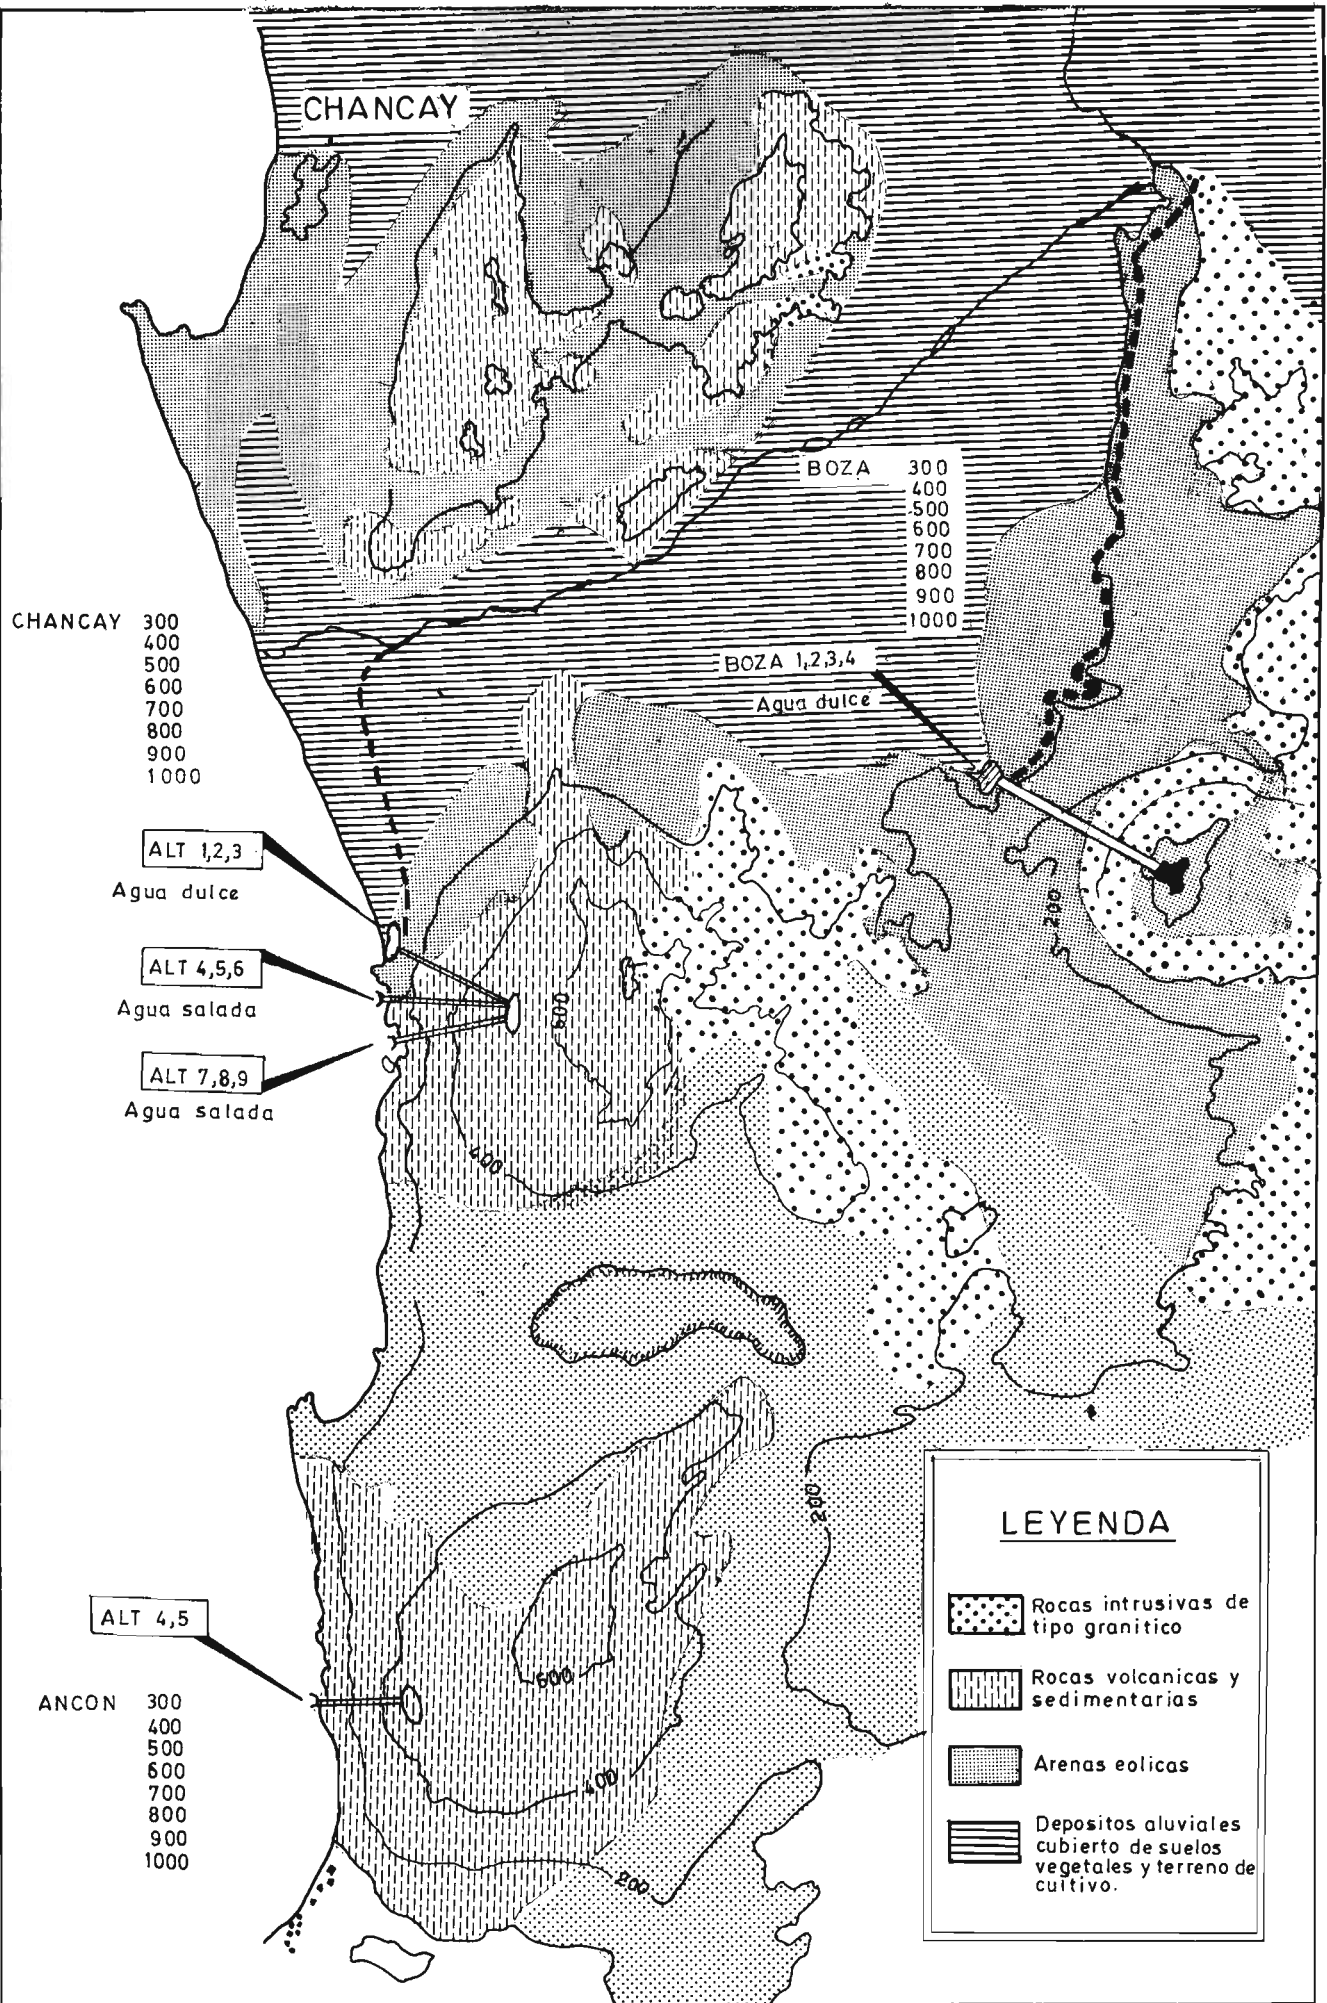 CHANCAY
BOZA 300
400
500
600
700
800
900
1000
CHANCAY 300
400
500
600
700
800
900
1000
BOZA 1,2,3,4
Agua dulce
ALT 1,2,3
Agua dulce
ALT 4,5,6
Agua salada
ALT 7,8,9
Agua salada
200
600
400
200
LEYENDA
Rocas intrusivas de
tipo granitico
Rocas volcanicas y
sedimentarias
Arenas eolicas
Depositos aluviales
cubierto de suelos
vegetales y terreno de
cultivo.
ALT 4,5
ANCON 300
400
500
600
700
800
900
1000
600
400
200